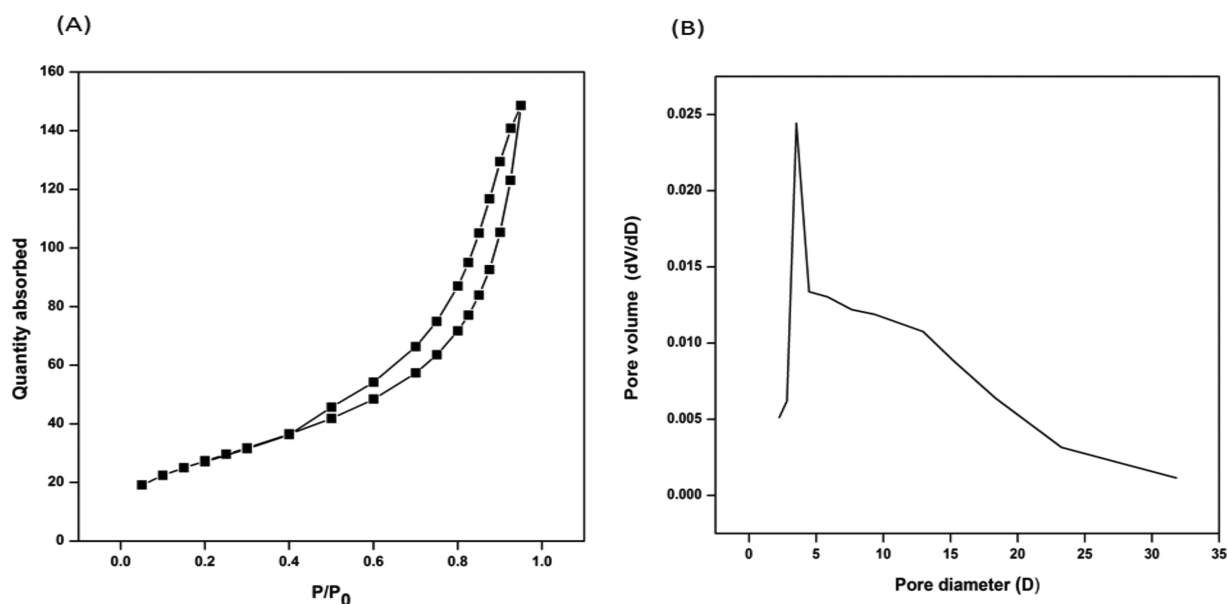 (A)
160
140
120
100
80
60
40
20
0
0.0 0.2 0.4 0.6 0.8 1.0
Quantity absorbed
P/P0
(B)
0.025
0.020
0.015
0.010
0.005
0.000
0 5 10 15 20 25 30 35
Pore volume (dV/dD)
Pore diameter (D)